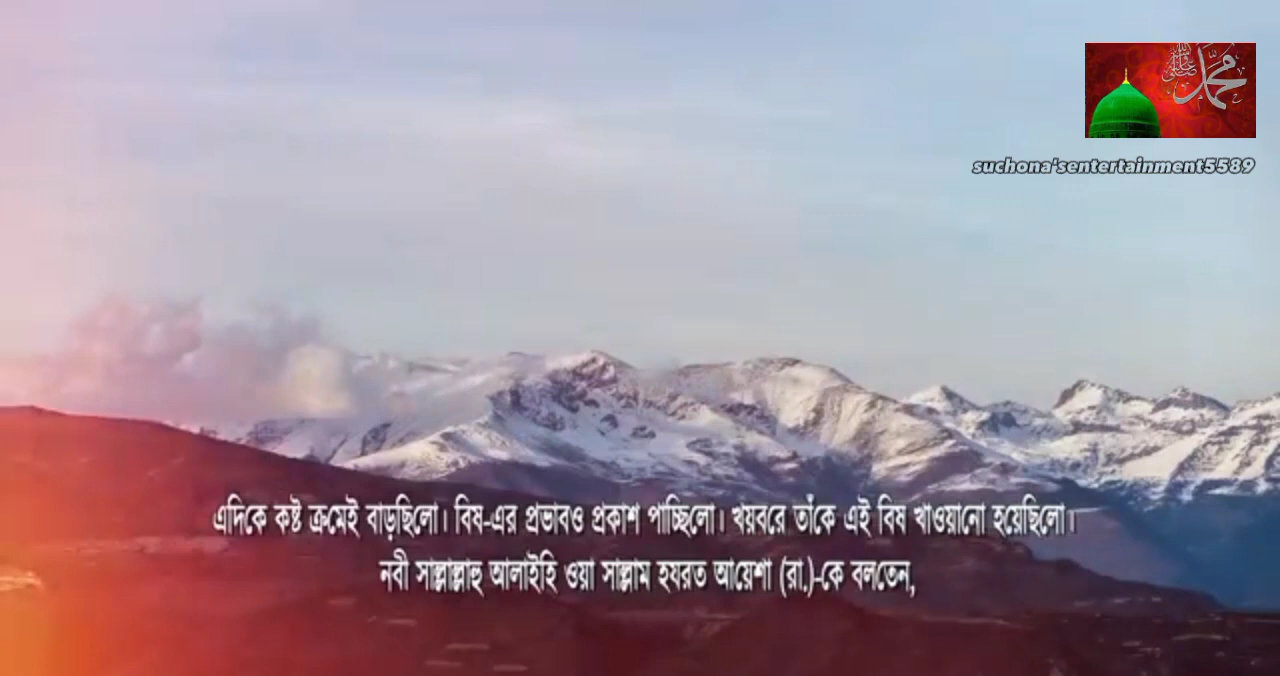 محمد
suchona'sentertainment5589
এদিকে কষ্ট ক্রমেই বাড়ছিলো। বিষ-এর প্রভাবও প্রকাশ পাচ্ছিলো। খয়বরে তাঁকে এই বিষ খাওয়ানো হয়েছিলো।
নবী সাল্লাল্লাহু আলাইহি ওয়া সাল্লাম হযরত আয়েশা (রা.)-কে বলতেন,